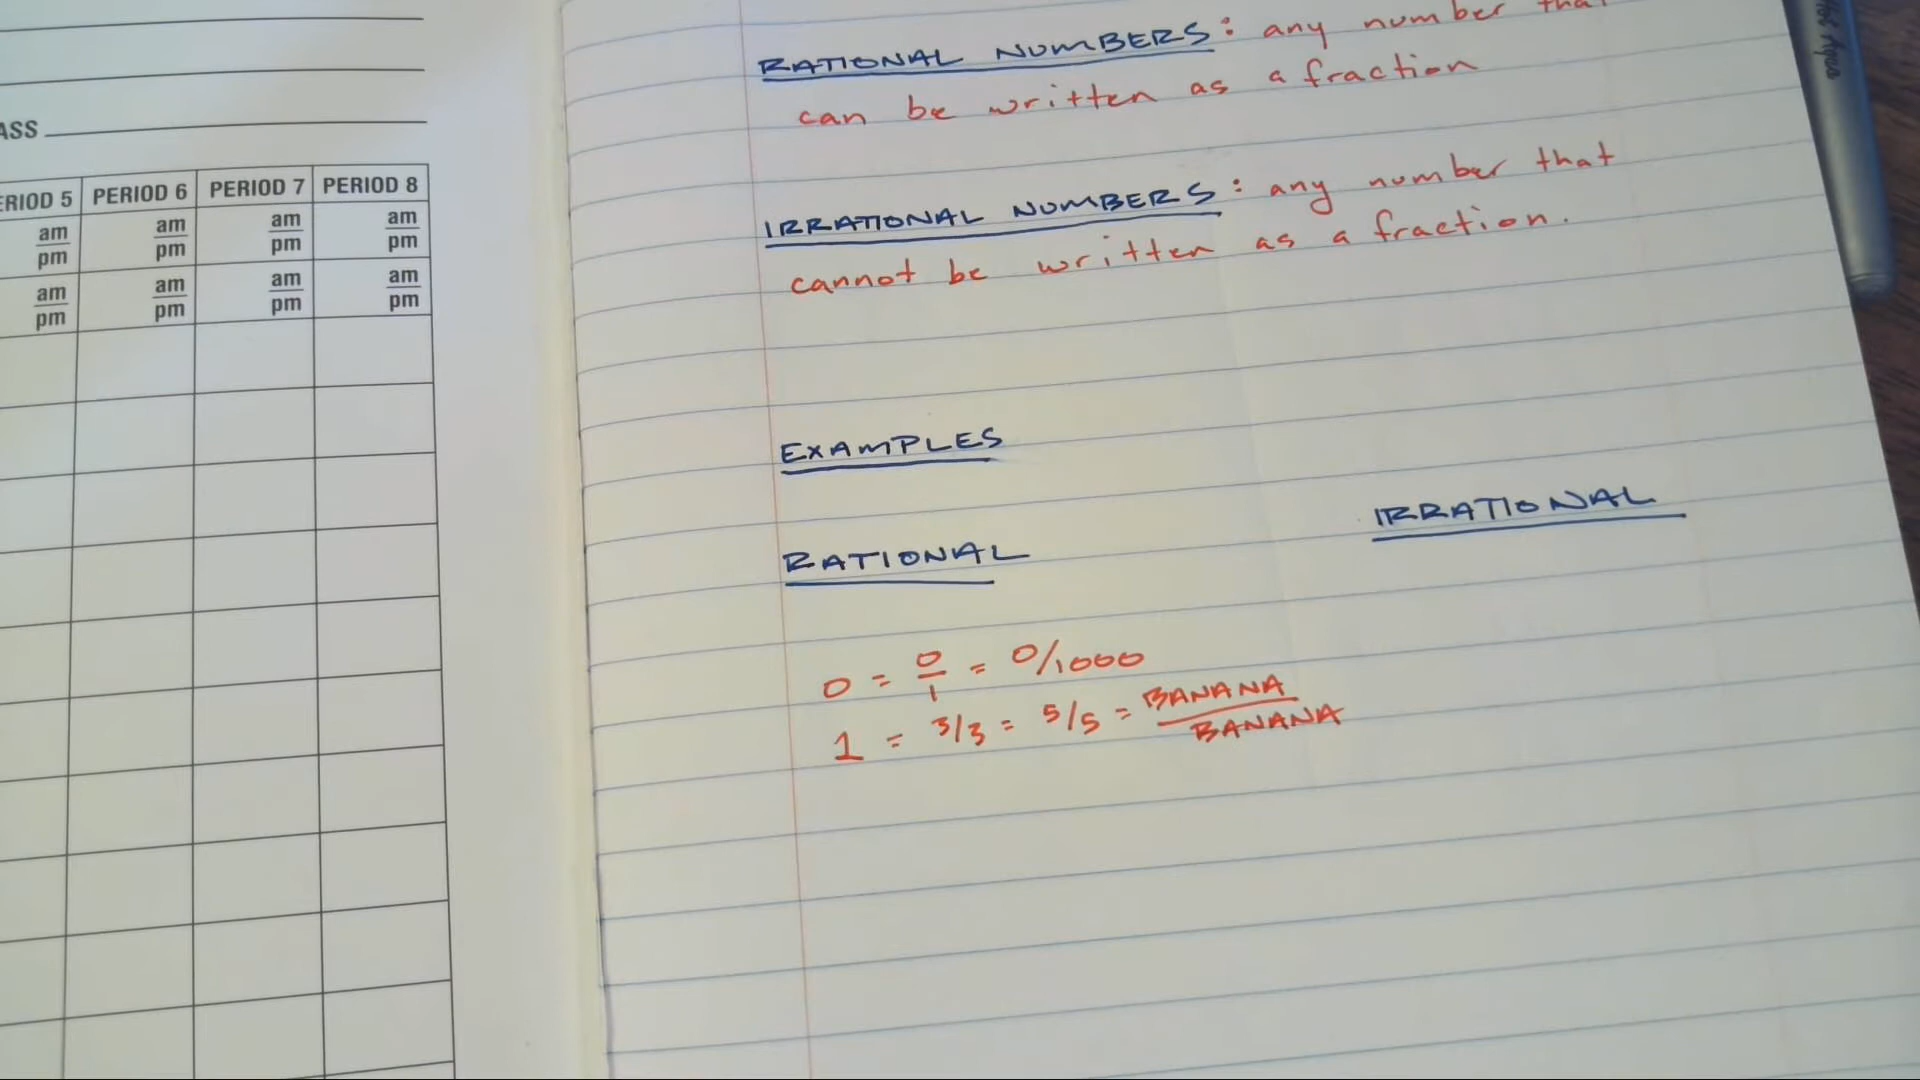 ASS
PERIOD 6 PERIOD 7 PERIOD 8
am am am am
pm pm pm pm
am am am am
pm pm pm pm
RATIONAL NUMBERS: any number
can be written as a fraction
IRRATIONAL NUMBERS: any number that
cannot be written as a fraction.
EXAMPLES
RATIONAL
IRRATIONAL
0 = 0/1 = 0/1000
1 = 3/3 = 5/5 = BANANA/BANANA